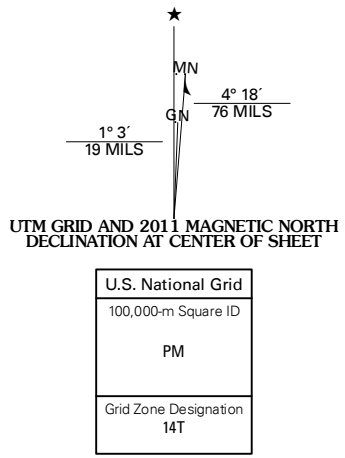 ★
MN
GN
4° 18´
76 MILS
1° 3´
19 MILS
UTM GRID AND 2011 MAGNETIC NORTH
DECLINATION AT CENTER OF SHEET
U.S. National Grid
100,000-m Square ID
PM
Grid Zone Designation
14T